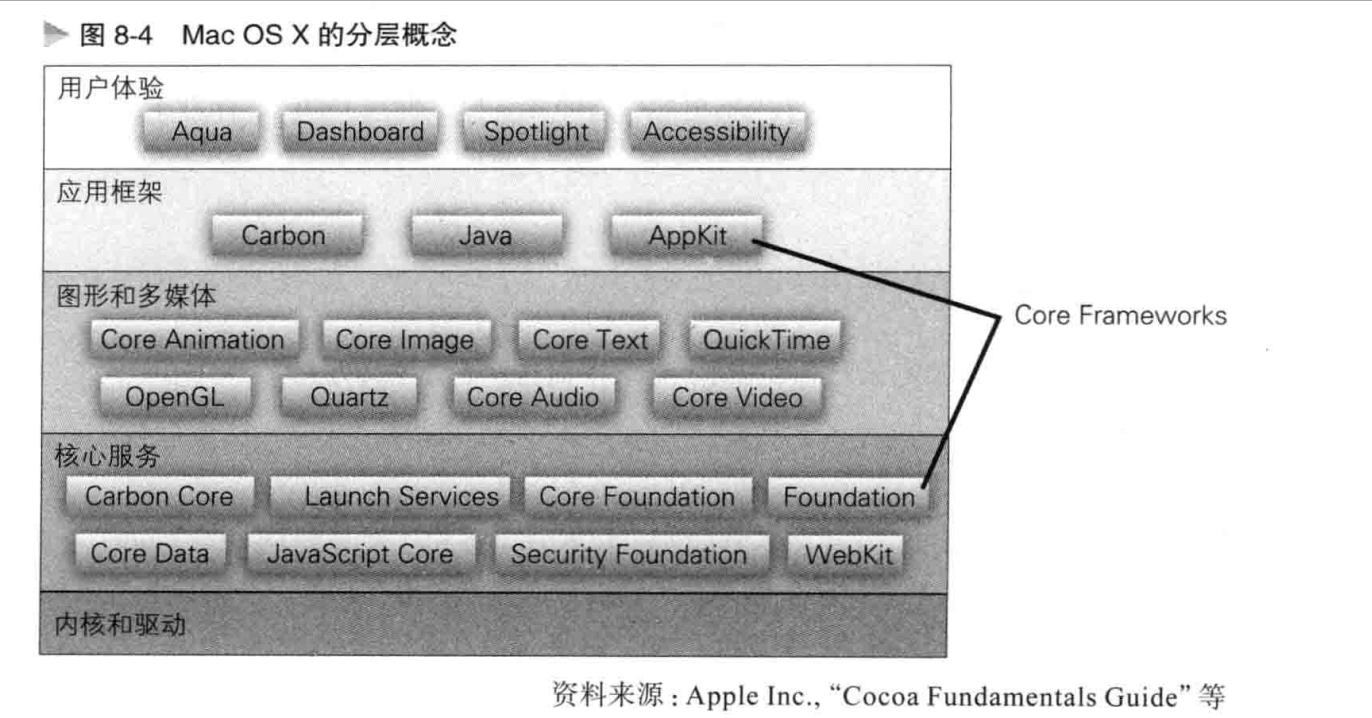 图 8-4 Mac OS X 的分层概念
用户体验
Aqua Dashboard Spotlight Accessibility
应用框架
Carbon Java AppKit
Core Frameworks
图形和多媒体
Core Animation Core Image Core Text QuickTime
OpenGL Quartz Core Audio Core Video
核心服务
Carbon Core Launch Services Core Foundation Foundation
Core Data JavaScript Core Security Foundation WebKit
内核和驱动
资料来源:Apple Inc., “Cocoa Fundamentals Guide” 等